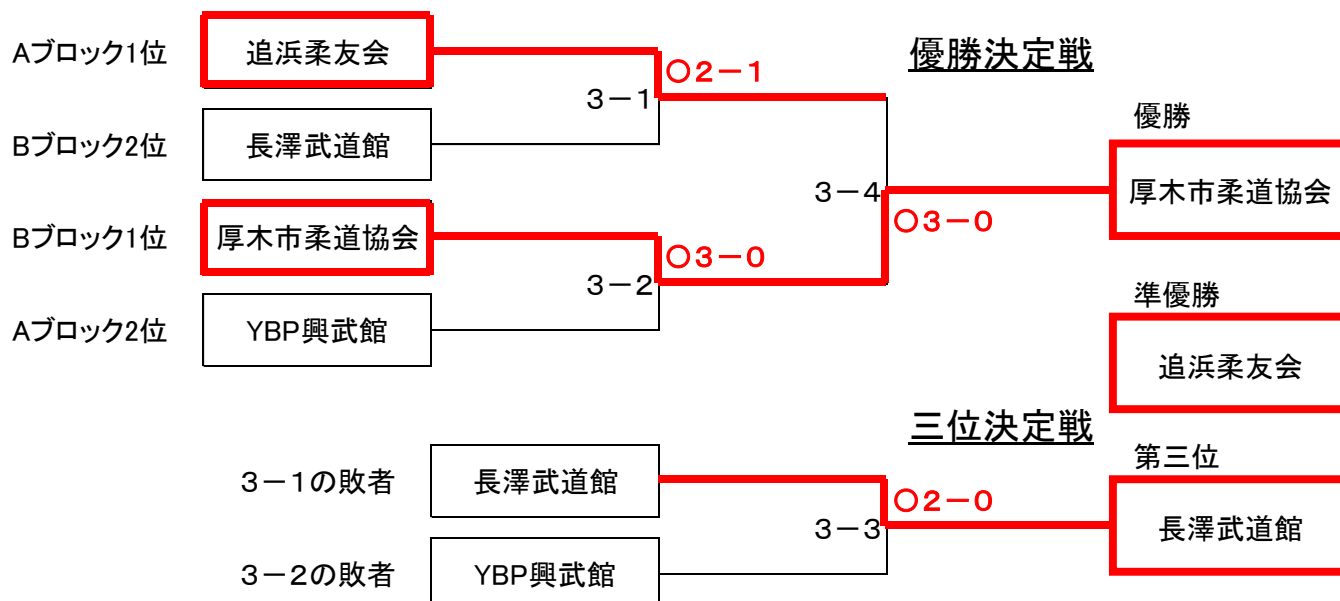 Aブロック1位
追浜柔友会
優勝決定戦
○2-1
3-1
Bブロック2位
長澤武道館
優勝
厚木市柔道協会
3-4
Bブロック1位
厚木市柔道協会
○3-0
○3-0
3-2
準優勝
Aブロック2位
YBP興武館
追浜柔友会
三位決定戦
第三位
3-1の敗者
長澤武道館
○2-0
長澤武道館
3-3
3-2の敗者
YBP興武館